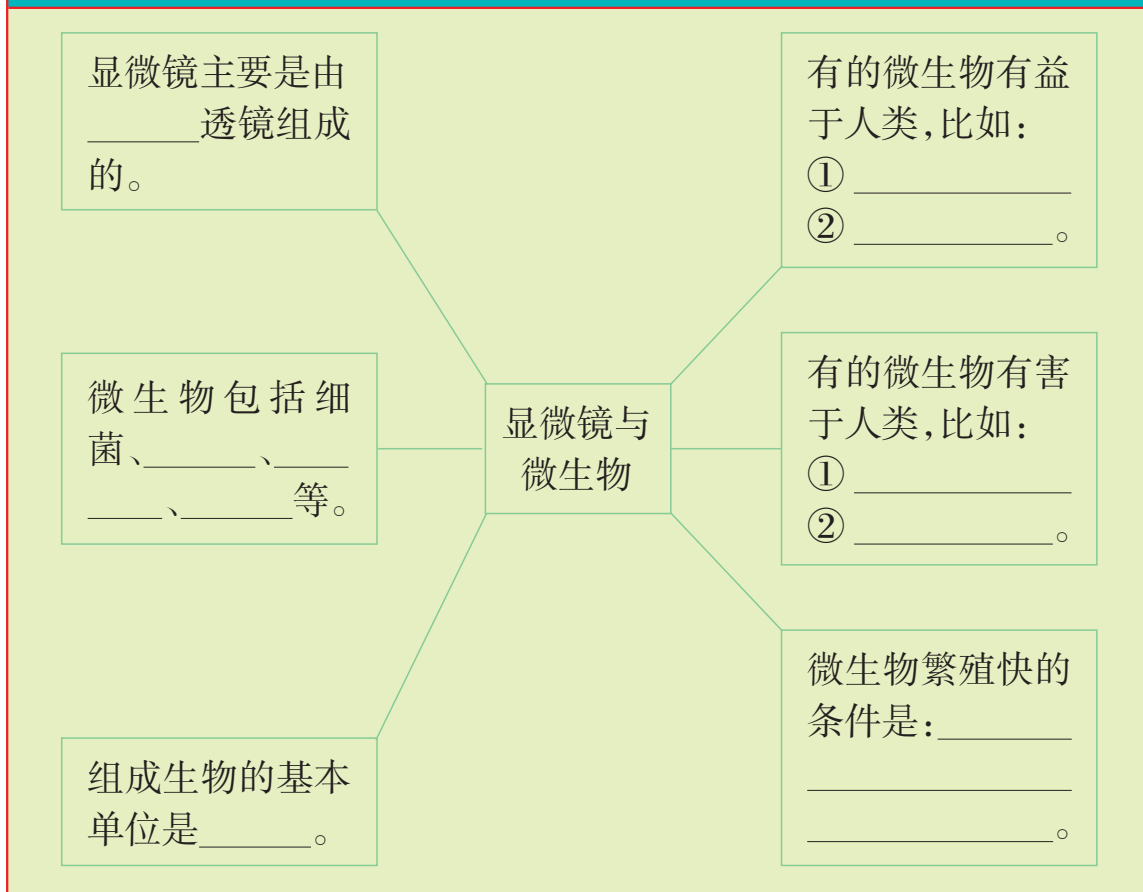 显微镜主要是由
______透镜组成
的。
微生物包括细
菌、______、____
____、______等。
组成生物的基本
单位是______。
显微镜与
微生物
有的微生物有益
于人类,比如:
① ____________
② ___________。
有的微生物有害
于人类,比如:
① ____________
② ___________。
微生物繁殖快的
条件是:_______
______________
_____________。